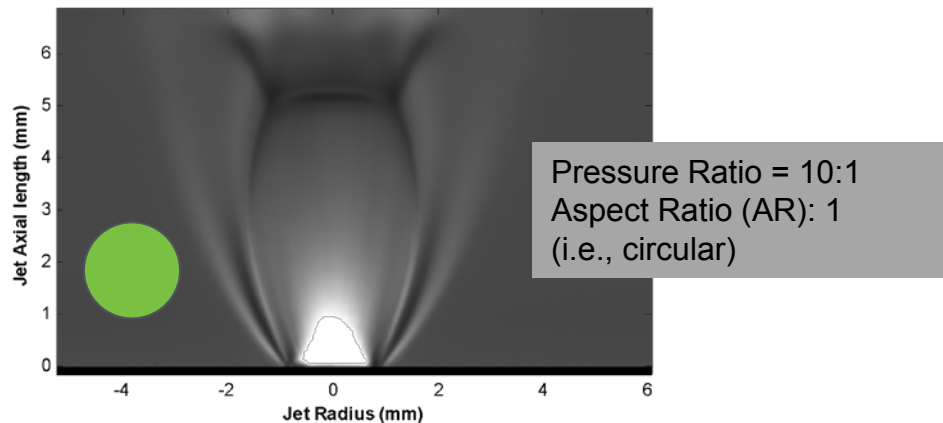 6
5
4
3
2
1
0
Jet Axial length (mm)
-4
-2
0
2
4
6
Jet Radius (mm)
Pressure Ratio = 10:1
Aspect Ratio (AR): 1
(i.e., circular)